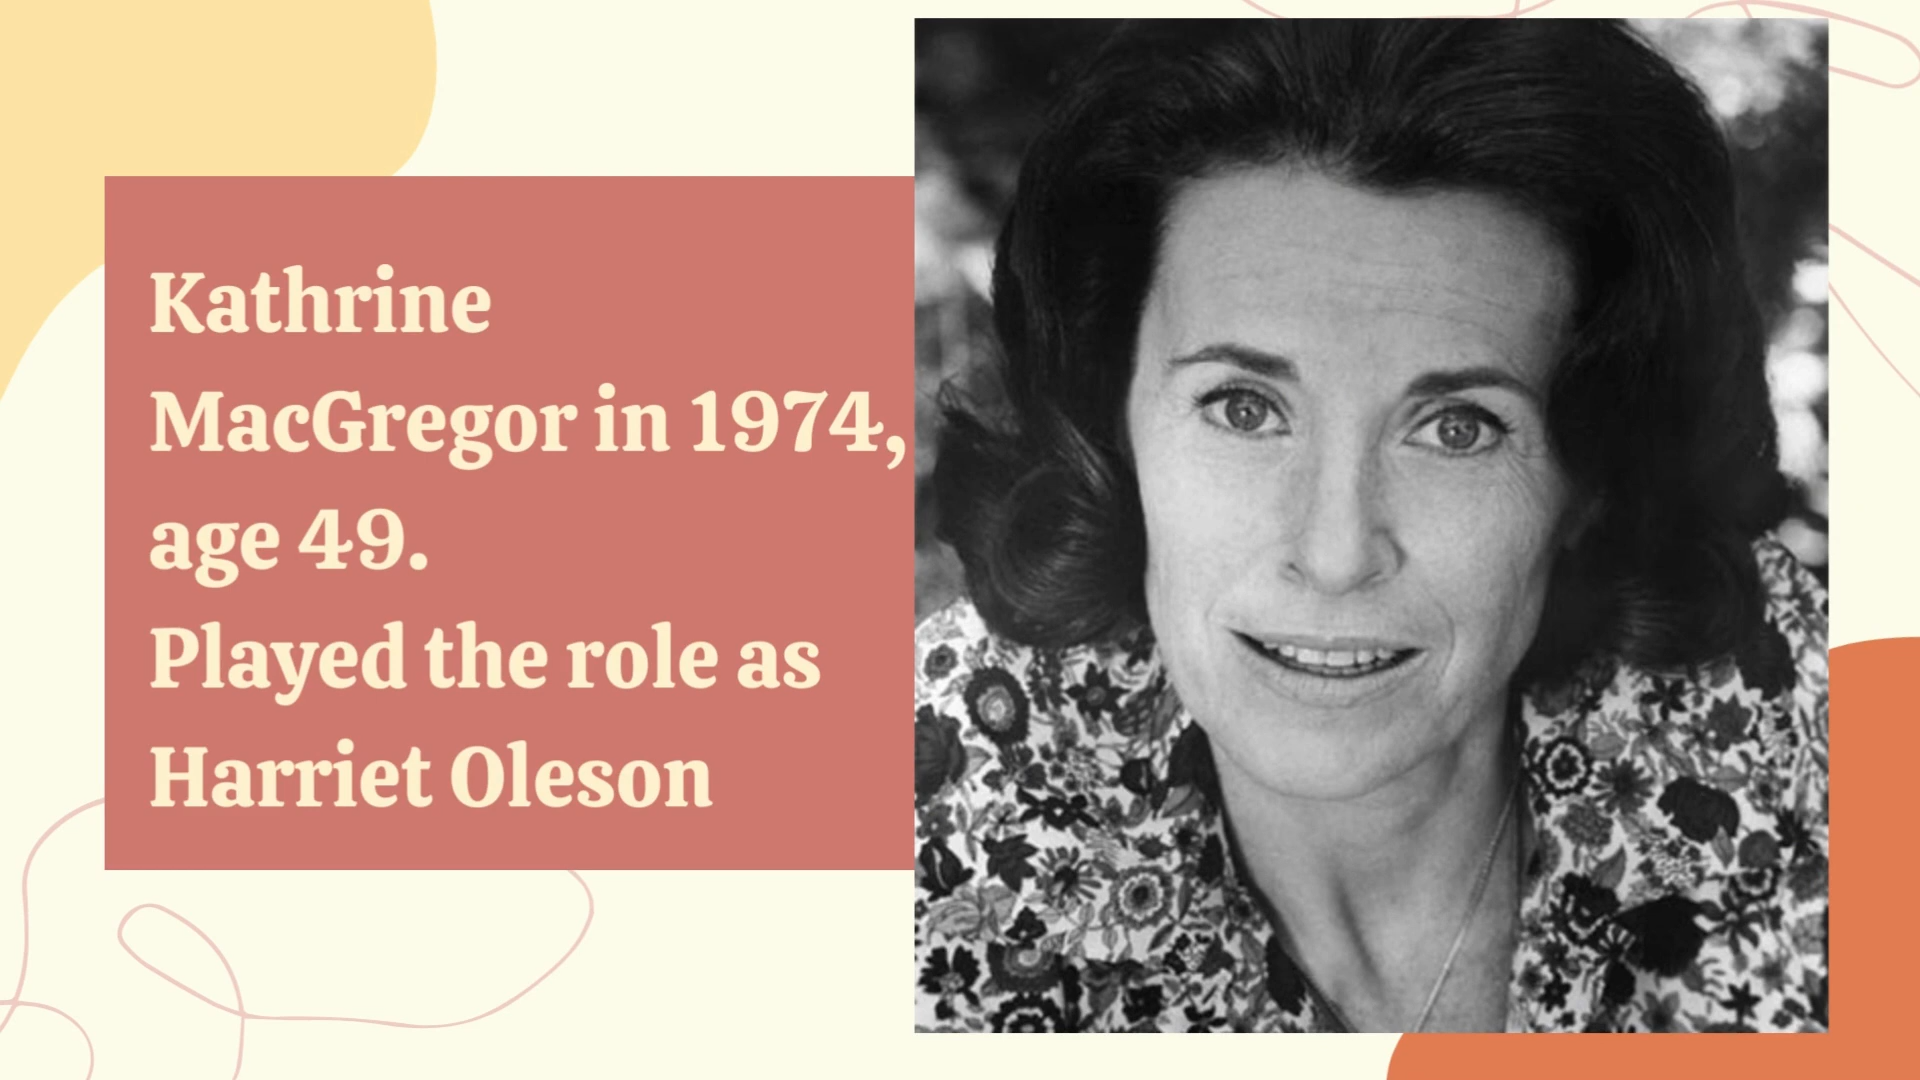 Kathrine
MacGregor in 1974,
age 49.
Played the role as
Harriet Oleson